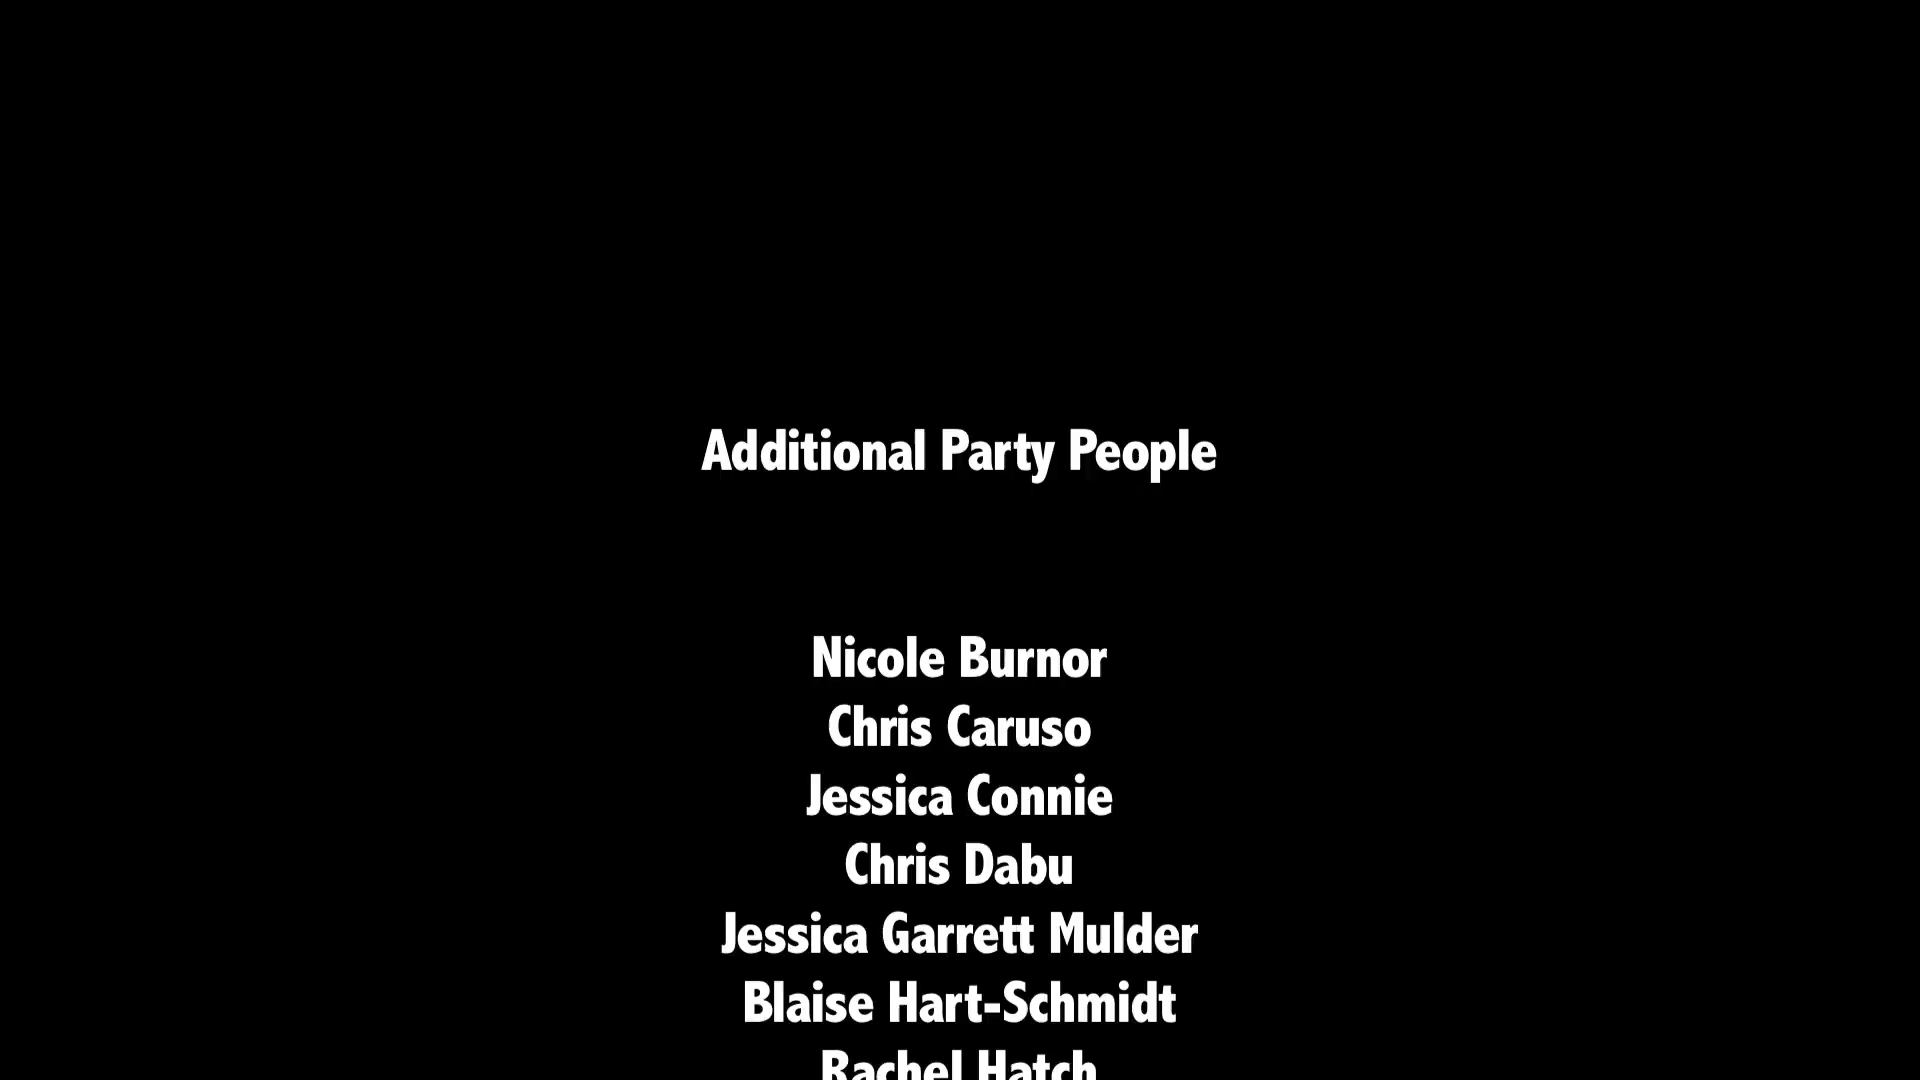 Additional Party People
Nicole Burnor
Chris Caruso
Jessica Connie
Chris Dabu
Jessica Garrett Mulder
Blaise Hart-Schmidt
Rachel Hatch